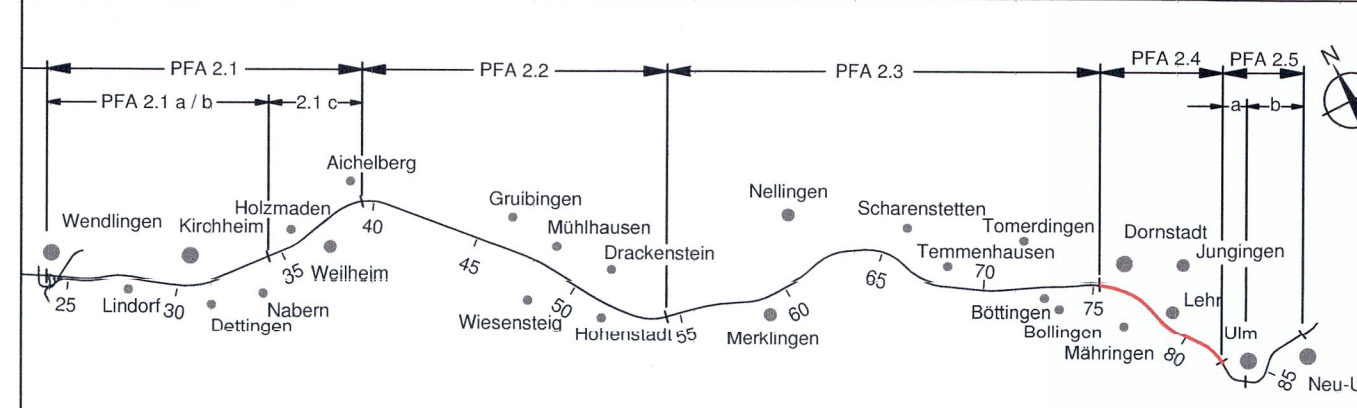 N
PFA 2.1
PFA 2.2
PFA 2.3
PFA 2.4
PFA 2.5
PFA 2.1 a / b
2.1 c
a
b
Aichelberg
Nellingen
Gruibingen
Scharenstetten
Holzmaden
Wendlingen
Kirchheim
40
Mühlhausen
Tomerdingen
Dornstadt
Drackenstein
Temmenhausen
Jungingen
35
Weilheim
45
65
70
25
Lindorf
30
Nabern
50
60
75
Lehr
Dettingen
Wiesensteig
Böttingen
Hohenstadt
55
Merklingen
Bollingen
Ulm
Mähringen
80
85
Neu-U